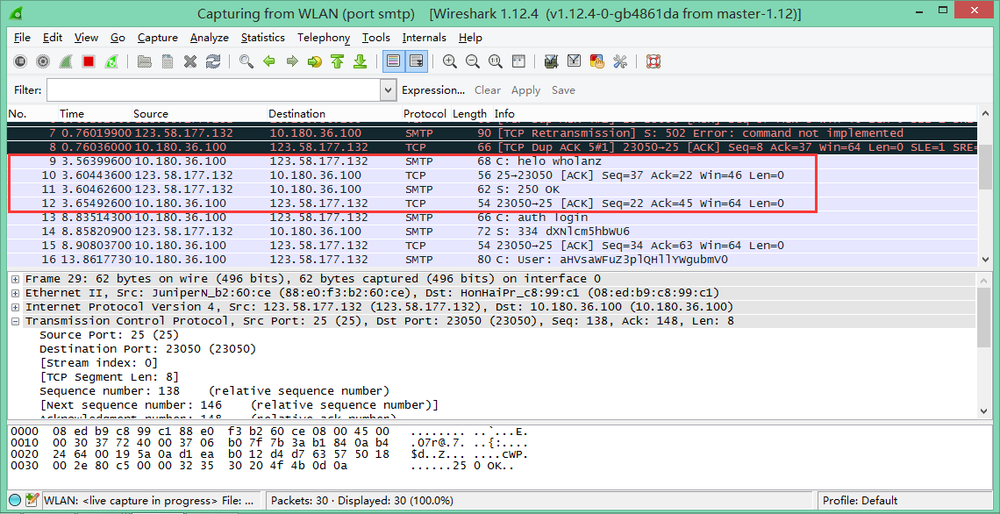 Capturing from WLAN (port smtp) [Wireshark 1.12.4 (v1.12.4-0-gb4861da from master-1.12)]
File Edit View Go Capture Analyze Statistics Telephony Tools Internals Help
Filter: Expression... Clear Apply Save
No. Time Source Destination Protocol Length Info
7 0.76019900 123.58.177.132 10.180.36.100 SMTP 90 [TCP Retransmission] S: 502 Error: command not implemented
8 0.76036000 10.180.36.100 123.58.177.132 TCP 66 [TCP Dup ACK 5#1] 23050→25 [ACK] Seq=8 Ack=37 Win=64 Len=0 SLE=1 SRE=
9 3.56399600 10.180.36.100 123.58.177.132 SMTP 68 C: helo wholanz
10 3.60443600 123.58.177.132 10.180.36.100 TCP 56 25→23050 [ACK] Seq=37 Ack=22 Win=46 Len=0
11 3.60462600 123.58.177.132 10.180.36.100 SMTP 62 S: 250 OK
12 3.65492600 10.180.36.100 123.58.177.132 TCP 54 23050→25 [ACK] Seq=22 Ack=45 Win=64 Len=0
13 8.83514300 10.180.36.100 123.58.177.132 SMTP 66 C: auth login
14 8.85820900 123.58.177.132 10.180.36.100 SMTP 72 S: 334 dXNlcm5hbWU6
15 8.90803700 10.180.36.100 123.58.177.132 TCP 54 23050→25 [ACK] Seq=34 Ack=63 Win=64 Len=0
16 13.8617730 10.180.36.100 123.58.177.132 SMTP 80 C: User: aHVsaWFuZ3plQHllYWgubmV0
Frame 29: 62 bytes on wire (496 bits), 62 bytes captured (496 bits) on interface 0
Ethernet II, Src: JuniperN_b2:60:ce (88:e0:f3:b2:60:ce), Dst: HonHaiPr_c8:99:c1 (08:ed:b9:c8:99:c1)
Internet Protocol Version 4, Src: 123.58.177.132 (123.58.177.132), Dst: 10.180.36.100 (10.180.36.100)
Transmission Control Protocol, Src Port: 25 (25), Dst Port: 23050 (23050), Seq: 138, Ack: 148, Len: 8
Source Port: 25 (25)
Destination Port: 23050 (23050)
[Stream index: 0]
[TCP Segment Len: 8]
Sequence number: 138 (relative sequence number)
[Next sequence number: 146 (relative sequence number)]
Acknowledgment number: 148 (relative ack number)
0000 08 ed b9 c8 99 c1 88 e0 f3 b2 60 ce 08 00 45 00 ........ ..`...E.
0010 00 30 37 72 40 00 37 06 b0 7f 7b 3a b1 84 0a b4 .07r@.7. ..{:....
0020 24 64 00 19 5a 0a d1 ea b0 12 d4 d7 63 57 50 18 $d..Z... ....cWP.
0030 00 2e 80 c5 00 00 32 35 30 20 4f 4b 0d 0a ......25 0 OK..
WLAN: <live capture in progress> File: ... Packets: 30 · Displayed: 30 (100.0%) Profile: Default